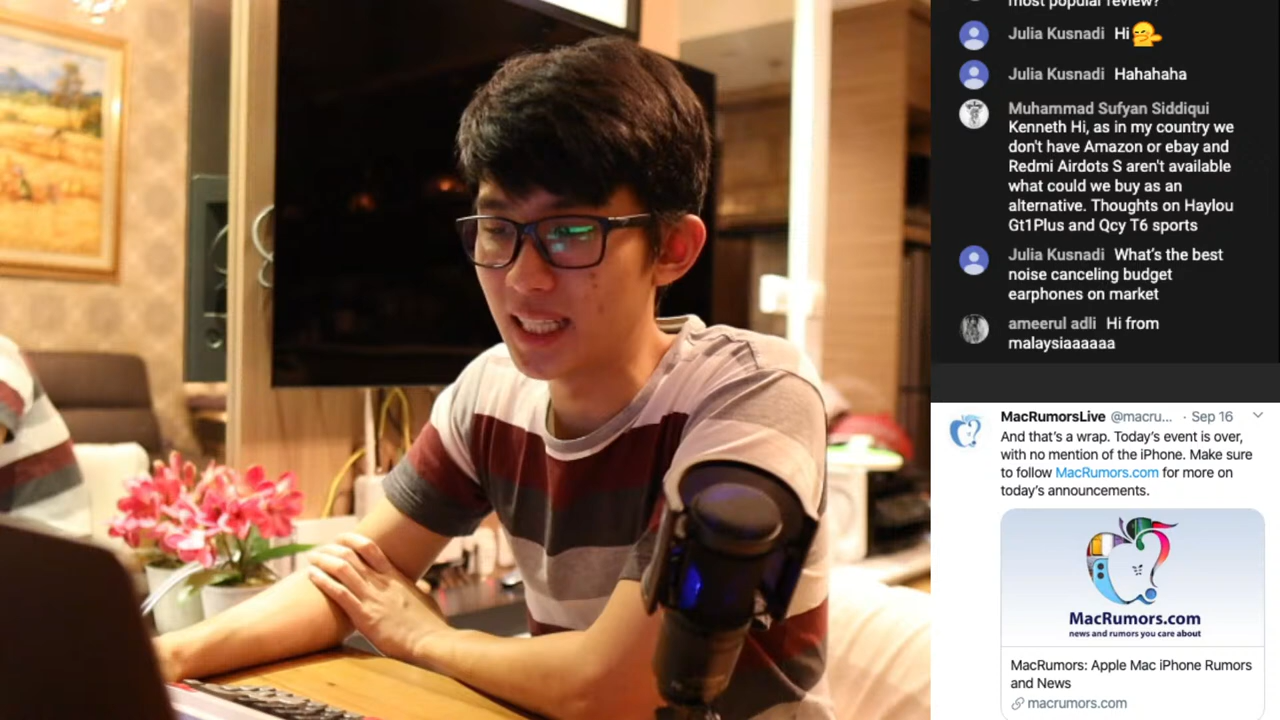 most popular review?
Julia Kusnadi Hi
Julia Kusnadi Hahahaha
Muhammad Sufyan Siddiqui
Kenneth Hi, as in my country we
don't have Amazon or ebay and
Redmi Airdots S aren't available
what could we buy as an
alternative. Thoughts on Haylou
Gt1Plus and Qcy T6 sports
Julia Kusnadi What's the best
noise canceling budget
earphones on market
ameerul adli Hi from
malaysiaaaaaa
MacRumorsLive @macru... · Sep 16
And that's a wrap. Today's event is over,
with no mention of the iPhone. Make sure
to follow MacRumors.com for more on
today's announcements.
MacRumors.com
news and rumors you care about
MacRumors: Apple Mac iPhone Rumors
and News
macrumors.com